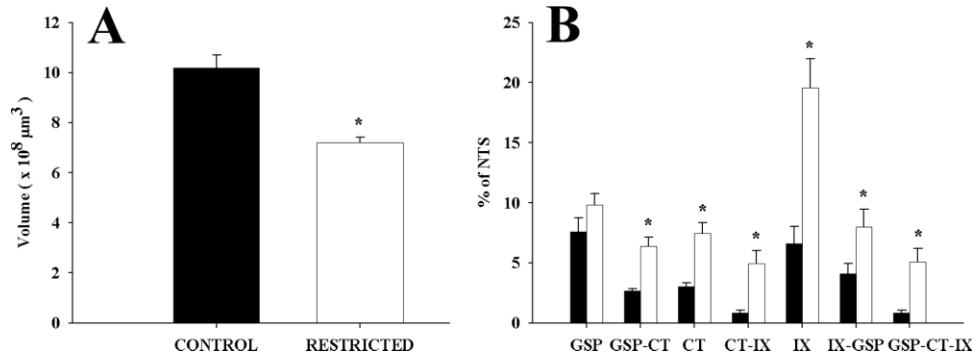 A
12
10
8
6
4
2
0
Volume ( x 10⁸ μm³ )
*
CONTROL RESTRICTED
B
25
20
15
10
5
0
% of NTS
* * * * * *
GSP GSP-CT CT CT-IX IX IX-GSP GSP-CT-IX